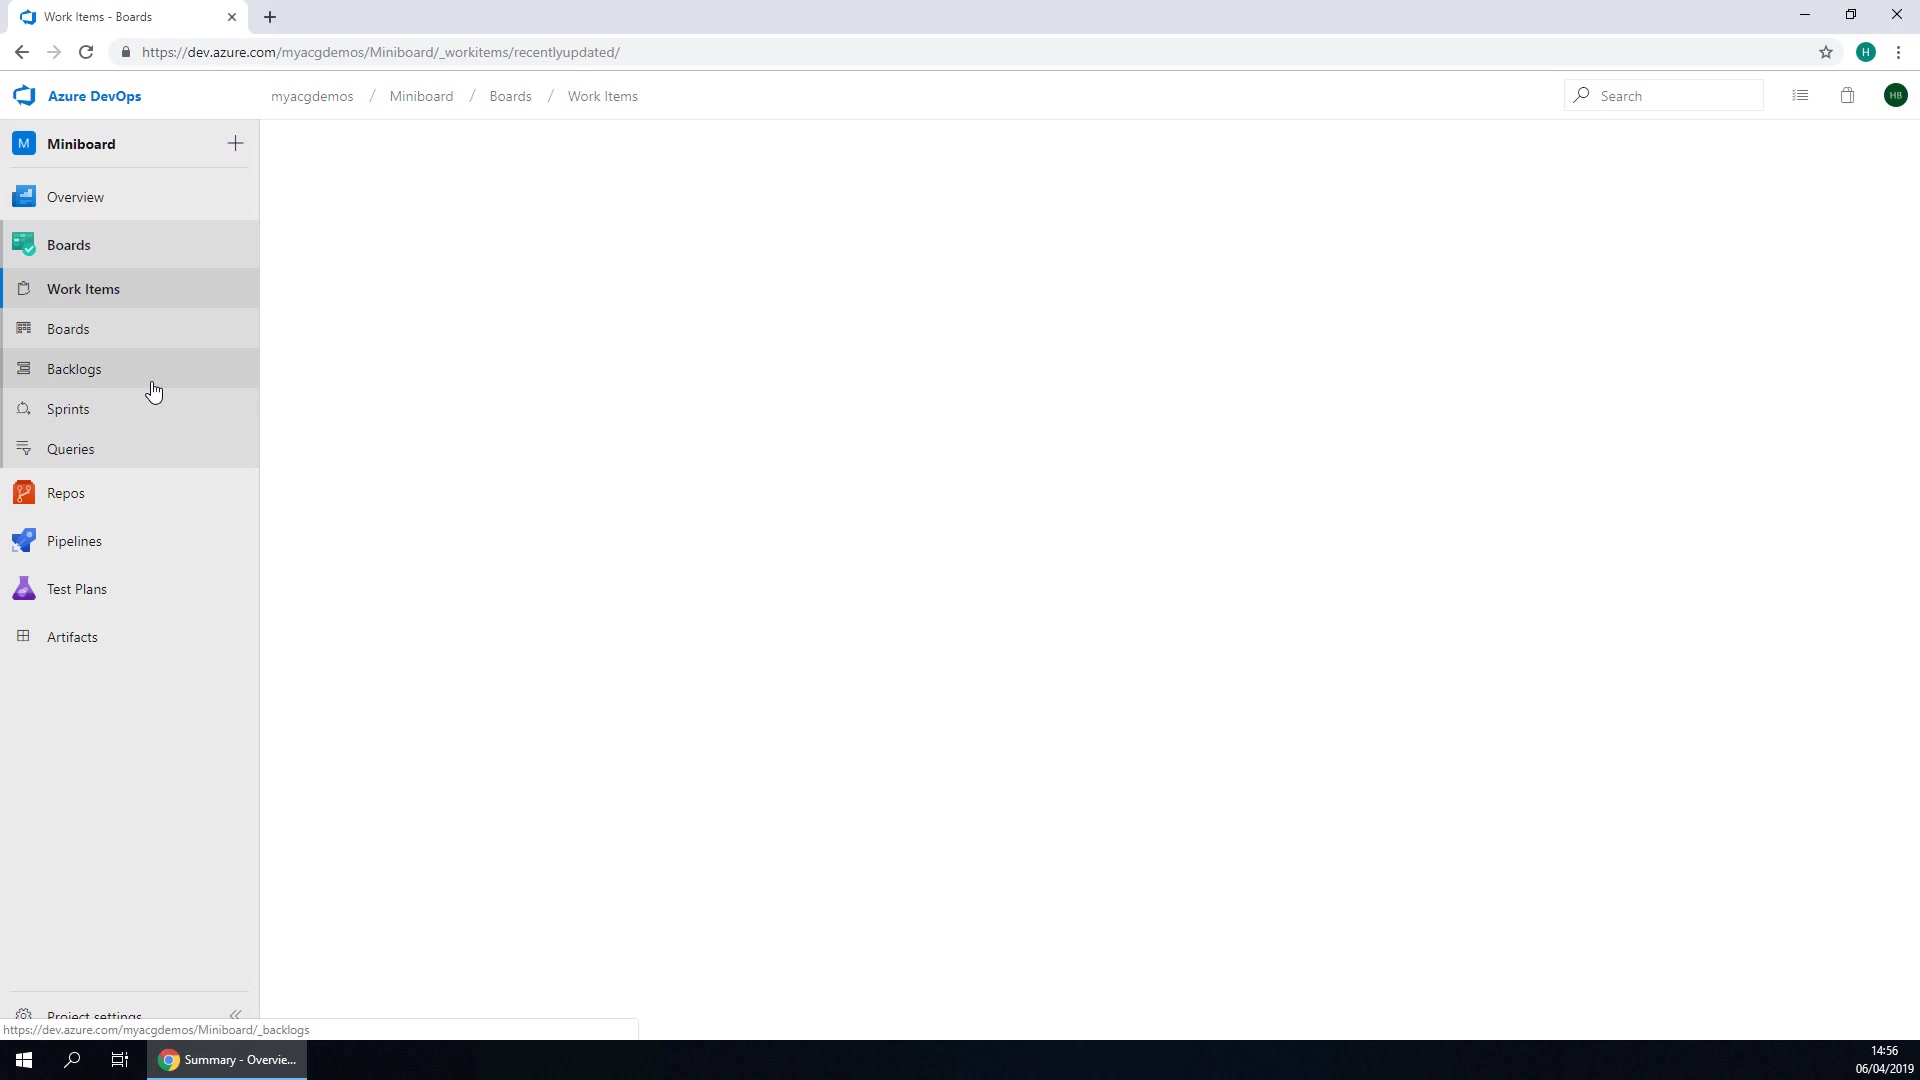 Work Items - Boards
https://dev.azure.com/myacgdemos/Miniboard/_workitems/recentlyupdated/
H
Azure DevOps
myacgdemos / Miniboard / Boards / Work Items
Search
HB
M Miniboard
Overview
Boards
Work Items
Boards
Backlogs
Sprints
Queries
Repos
Pipelines
Test Plans
Artifacts
Project settings
https://dev.azure.com/myacgdemos/Miniboard/_backlogs
Summary - Overvie...
14:56
06/04/2019